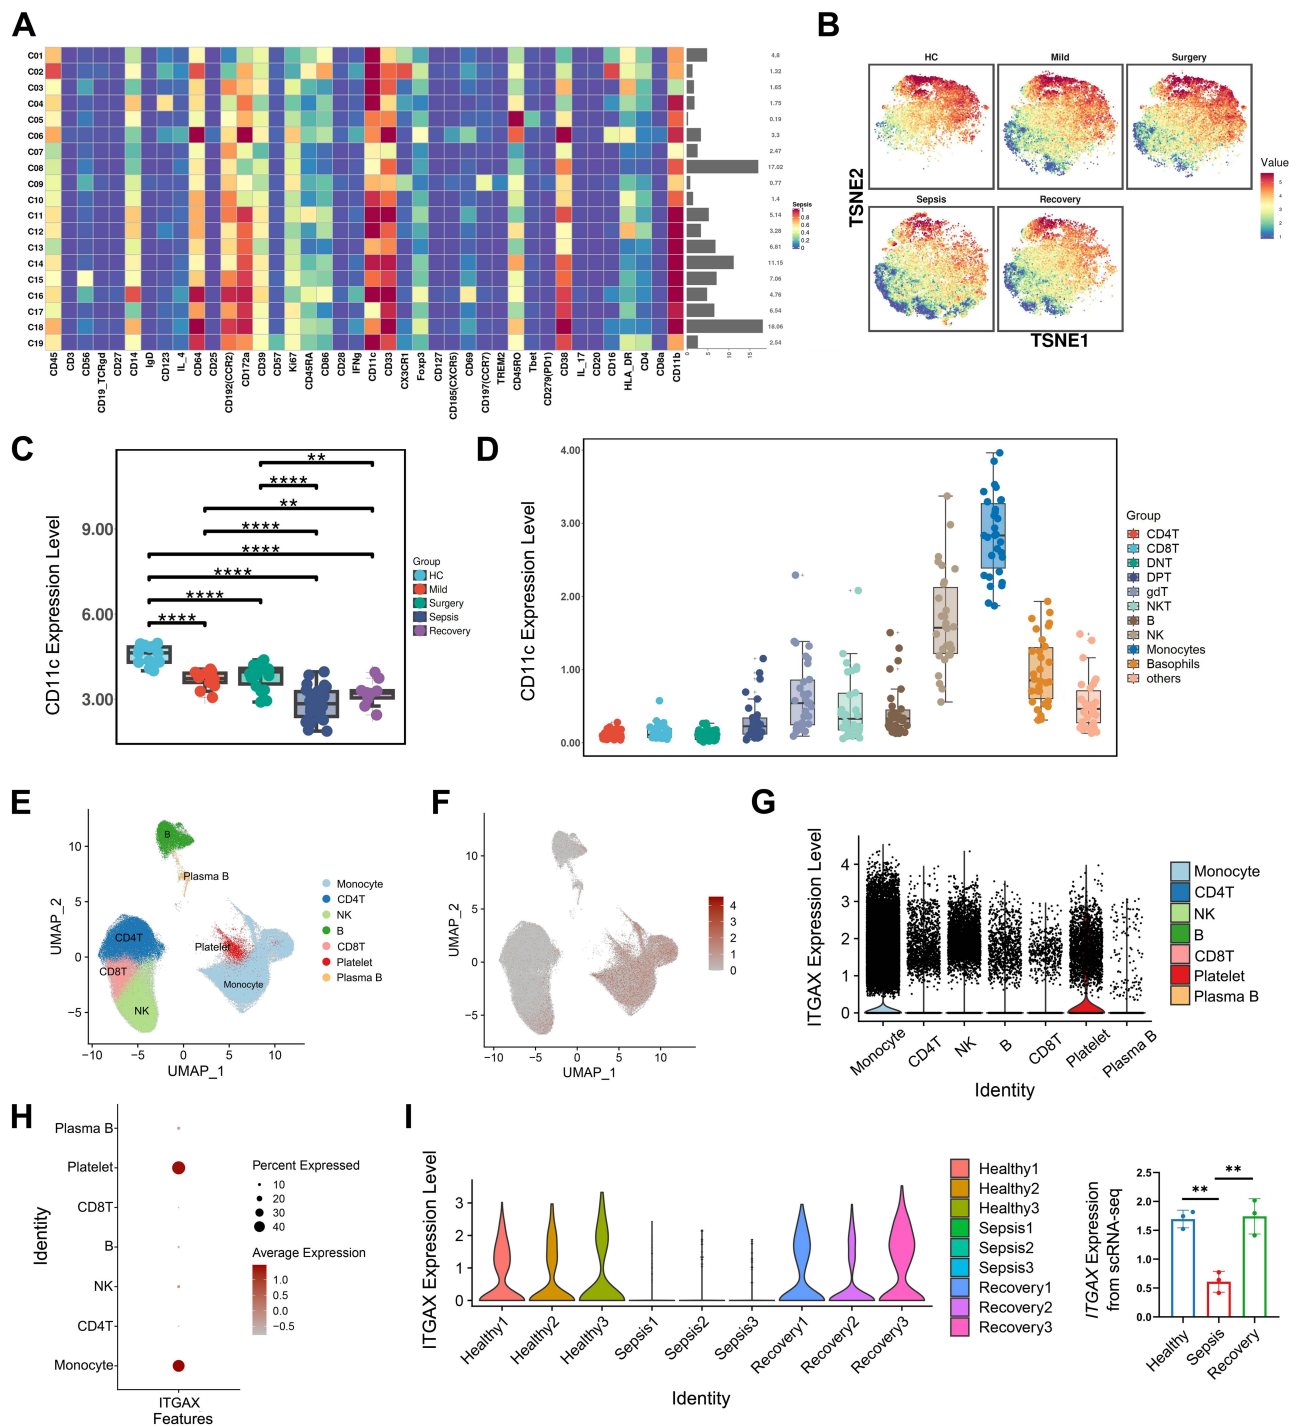 A
C01
C02
C03
C04
C05
C06
C07
C08
C09
C10
C11
C12
C13
C14
C15
C16
C17
C18
C19
4.8
1.32
1.65
1.75
0.19
3.3
2.47
17.02
0.77
1.4
5.14
3.28
6.81
11.15
7.06
4.76
6.54
18.06
2.54
0 5 10 15
Sepsis
1
0.8
0.6
0.4
0.2
0
CD45
CD3
CD56
CD19_TCRgd
CD27
CD14
IgD
CD123
IL_4
CD64
CD25
CD192(CCR2)
CD172a
CD39
CD57
Ki67
CD45RA
CD86
CD28
IFNg
CD11c
CD33
CX3CR1
Foxp3
CD127
CD185(CXCR5)
CD69
CD197(CCR7)
TREM2
CD45RO
Tbet
CD279(PD1)
CD38
IL_17
CD20
CD16
HLA_DR
CD4
CD8a
CD11b
B
HC
Mild
Surgery
Sepsis
Recovery
TSNE2
TSNE1
Value
5
4
3
2
1
C
CD11c Expression Level
9.00
6.00
3.00
**
****
**
****
****
****
****
****
Group
HC
Mild
Surgery
Sepsis
Recovery
D
CD11c Expression Level
4.00
3.00
2.00
1.00
0.00
Group
CD4T
CD8T
DNT
DPT
gdT
NKT
B
NK
Monocytes
Basophils
others
E
UMAP_2
10
5
0
−5
−10 −5 0 5 10
UMAP_1
B
Plasma B
CD4T
Platelet
CD8T
Monocyte
NK
Monocyte
CD4T
NK
B
CD8T
Platelet
Plasma B
F
UMAP_2
10
5
0
−5
−10 −5 0 5 10
UMAP_1
4
3
2
1
0
G
ITGAX Expression Level
4
3
2
1
0
Monocyte
CD4T
NK
B
CD8T
Platelet
Plasma B
Identity
Monocyte
CD4T
NK
B
CD8T
Platelet
Plasma B
H
Identity
Plasma B
Platelet
CD8T
B
NK
CD4T
Monocyte
ITGAX
Features
Percent Expressed
10
20
30
40
Average Expression
1.0
0.5
0.0
−0.5
I
ITGAX Expression Level
3
2
1
0
Healthy1
Healthy2
Healthy3
Sepsis1
Sepsis2
Sepsis3
Recovery1
Recovery2
Recovery3
Identity
Healthy1
Healthy2
Healthy3
Sepsis1
Sepsis2
Sepsis3
Recovery1
Recovery2
Recovery3
ITGAX Expression
from scRNA-seq
2.5
2.0
1.5
1.0
0.5
0.0
**
**
Healthy
Sepsis
Recovery